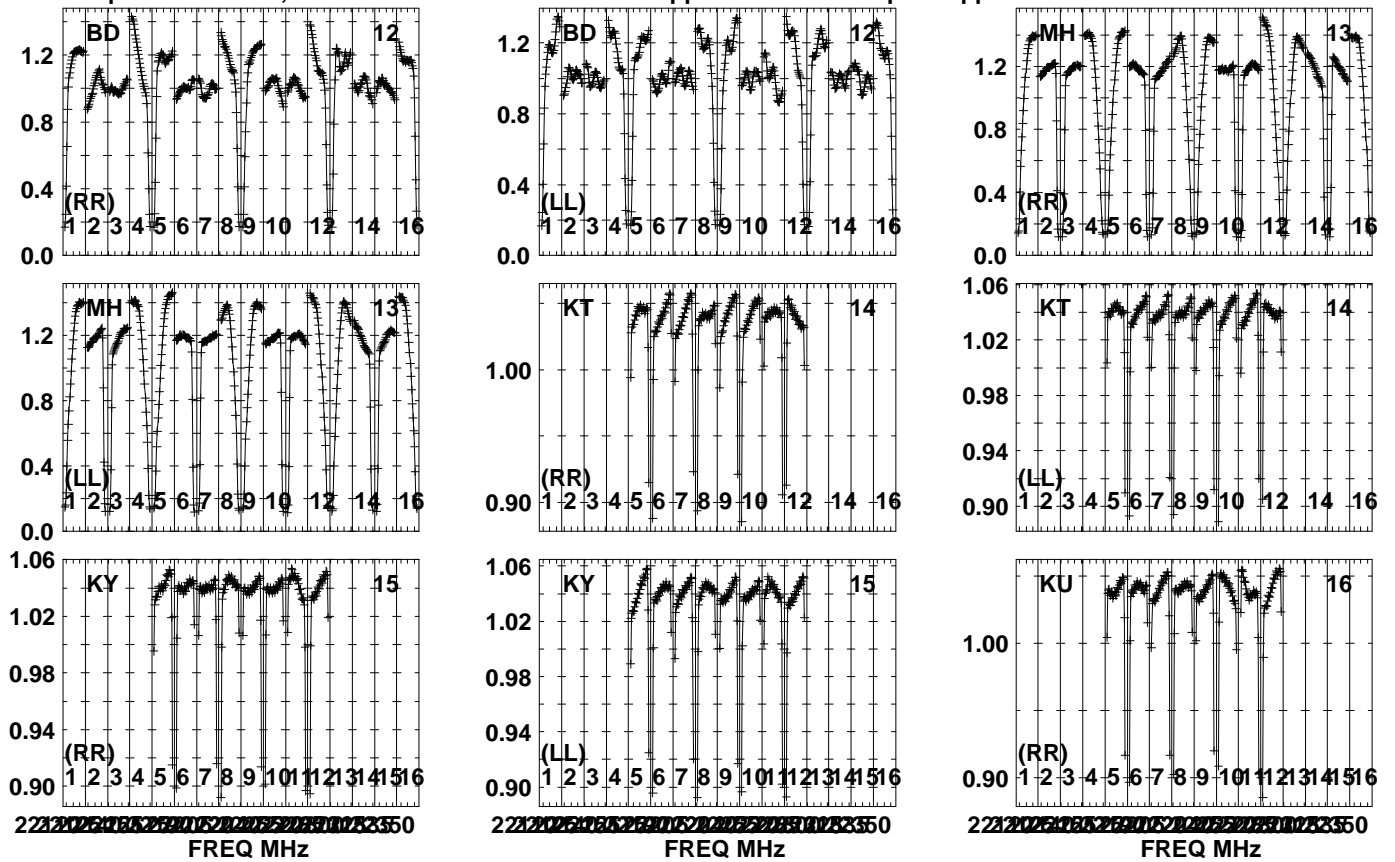 BD 12
1.2
0.8
0.4
(RR)
1 2 3 4 5 6 7 8 9 10 12 14 16
0.0
BD 12
1.2
0.8
0.4
(LL)
1 2 3 4 5 6 7 8 9 10 12 14 16
0.0
MH 13
1.2
0.8
0.4
(RR)
1 2 3 4 5 6 7 8 9 10 12 14 16
0.0
MH 13
1.2
0.8
0.4
(LL)
1 2 3 4 5 6 7 8 9 10 12 14 16
0.0
KT 14
1.00
(RR)
0.90
1 2 3 4 5 6 7 8 9 10 12 14 16
1.06
KT 14
1.02
0.98
0.94
(LL)
0.90
1 2 3 4 5 6 7 8 9 10 12 14 16
1.06
KY 15
1.02
0.98
0.94
(RR)
0.90
1 2 3 4 5 6 7 8 9 10 11 12 13 14 15 16
FREQ MHz
1.06
KY 15
1.02
0.98
0.94
(LL)
0.90
1 2 3 4 5 6 7 8 9 10 11 12 13 14 15 16
FREQ MHz
KU 16
1.00
(RR)
0.90
1 2 3 4 5 6 7 8 9 10 11 12 13 14 15 16
FREQ MHz